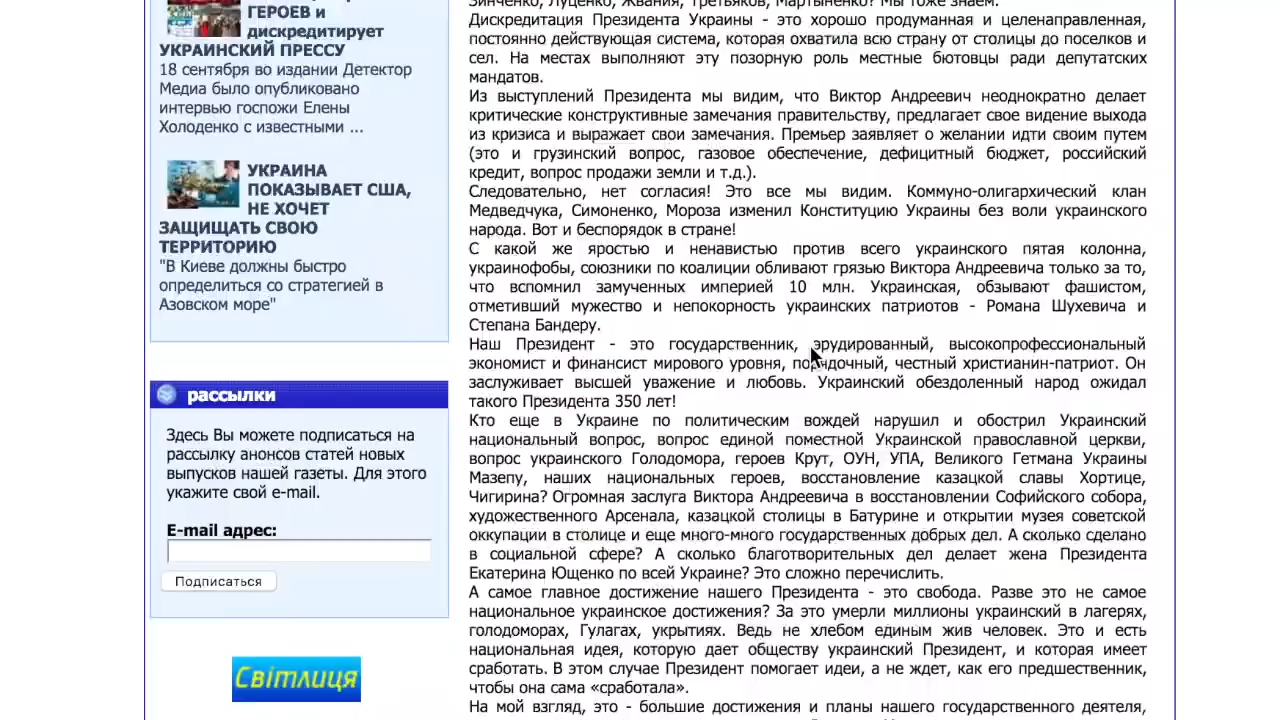 ГЕРОЕВ и
дискредитирует
УКРАИНСКИЙ ПРЕССУ
18 сентября во издании Детектор
Медиа было опубликовано
интервью госпожи Елены
Холоденко с известными ...
УКРАИНА
ПОКАЗЫВАЕТ США,
НЕ ХОЧЕТ
ЗАЩИЩАТЬ СВОЮ
ТЕРРИТОРИЮ
"В Киеве должны быстро
определиться со стратегией в
Азовском море"
рассылки
Здесь Вы можете подписаться на
рассылку анонсов статей новых
выпусков нашей газеты. Для этого
укажите свой e-mail.
E-mail адрес:
Подписаться
Світлиця
Зинченко, Луценко, Жвания, Третьяков, Мартыненко? Мы тоже знаем.
Дискредитация Президента Украины - это хорошо продуманная и целенаправленная,
постоянно действующая система, которая охватила всю страну от столицы до поселков и
сел. На местах выполняют эту позорную роль местные бютовцы ради депутатских
мандатов.
Из выступлений Президента мы видим, что Виктор Андреевич неоднократно делает
критические конструктивные замечания правительству, предлагает свое видение выхода
из кризиса и выражает свои замечания. Премьер заявляет о желании идти своим путем
(это и грузинский вопрос, газовое обеспечение, дефицитный бюджет, российский
кредит, вопрос продажи земли и т.д.).
Следовательно, нет согласия! Это все мы видим. Коммуно-олигархический клан
Медведчука, Симоненко, Мороза изменил Конституцию Украины без воли украинского
народа. Вот и беспорядок в стране!
С какой же яростью и ненавистью против всего украинского пятая колонна,
украинофобы, союзники по коалиции обливают грязью Виктора Андреевича только за то,
что вспомнил замученных империей 10 млн. Украинская, обзывают фашистом,
отметивший мужество и непокорность украинских патриотов - Романа Шухевича и
Степана Бандеру.
Наш Президент - это государственник, эрудированный, высокопрофессиональный
экономист и финансист мирового уровня, порядочный, честный христианин-патриот. Он
заслуживает высшей уважение и любовь. Украинский обездоленный народ ожидал
такого Президента 350 лет!
Кто еще в Украине по политическим вождей нарушил и обострил Украинский
национальный вопрос, вопрос единой поместной Украинской православной церкви,
вопрос украинского Голодомора, героев Крут, ОУН, УПА, Великого Гетмана Украины
Мазепу, наших национальных героев, восстановление казацкой славы Хортице,
Чигирина? Огромная заслуга Виктора Андреевича в восстановлении Софийского собора,
художественного Арсенала, казацкой столицы в Батурине и открытии музея советской
оккупации в столице и еще много-много государственных добрых дел. А сколько сделано
в социальной сфере? А сколько благотворительных дел делает жена Президента
Екатерина Ющенко по всей Украине? Это сложно перечислить.
А самое главное достижение нашего Президента - это свобода. Разве это не самое
национальное украинское достижения? За это умерли миллионы украинский в лагерях,
голодоморах, Гулагах, укрытиях. Ведь не хлебом единым жив человек. Это и есть
национальная идея, которую дает обществу украинский Президент, и которая имеет
сработать. В этом случае Президент помогает идеи, а не ждет, как его предшественник,
чтобы она сама «сработала».
На мой взгляд, это - большие достижения и планы нашего государственного деятеля,